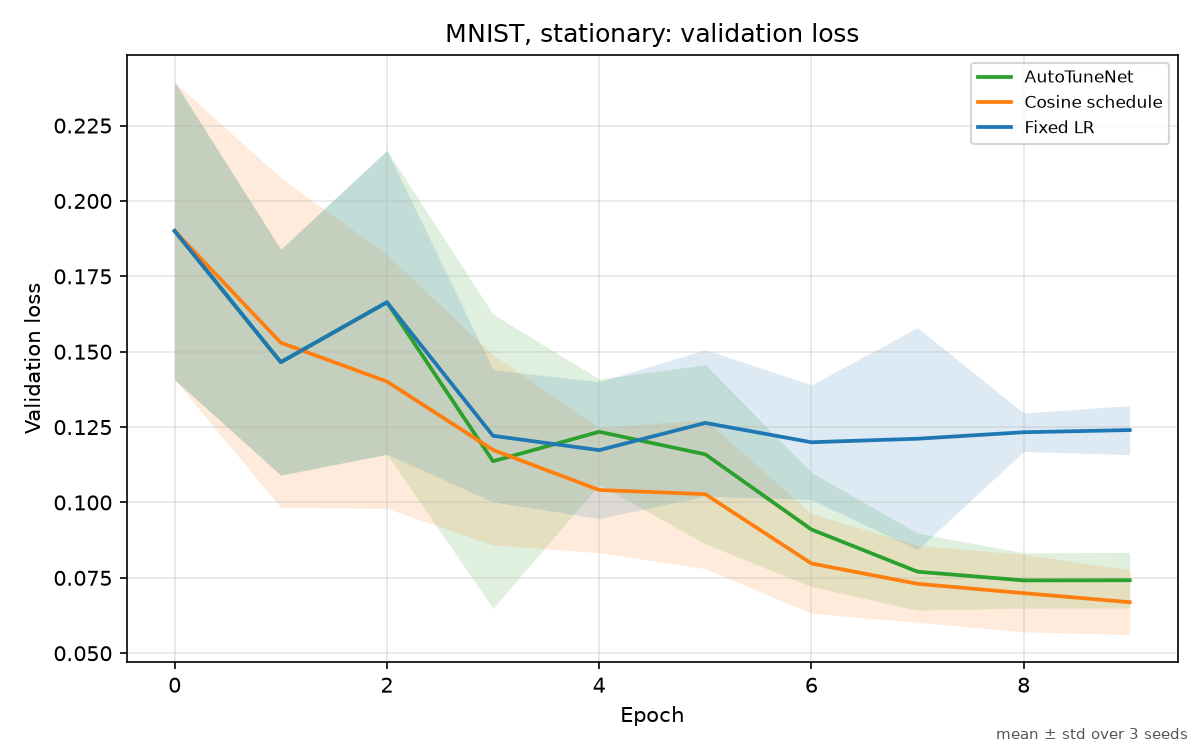 MNIST, stationary: validation loss
AutoTuneNet
Cosine schedule
Fixed LR
Validation loss
0.225
0.200
0.175
0.150
0.125
0.100
0.075
0.050
0 2 4 6 8
Epoch
mean ± std over 3 seeds